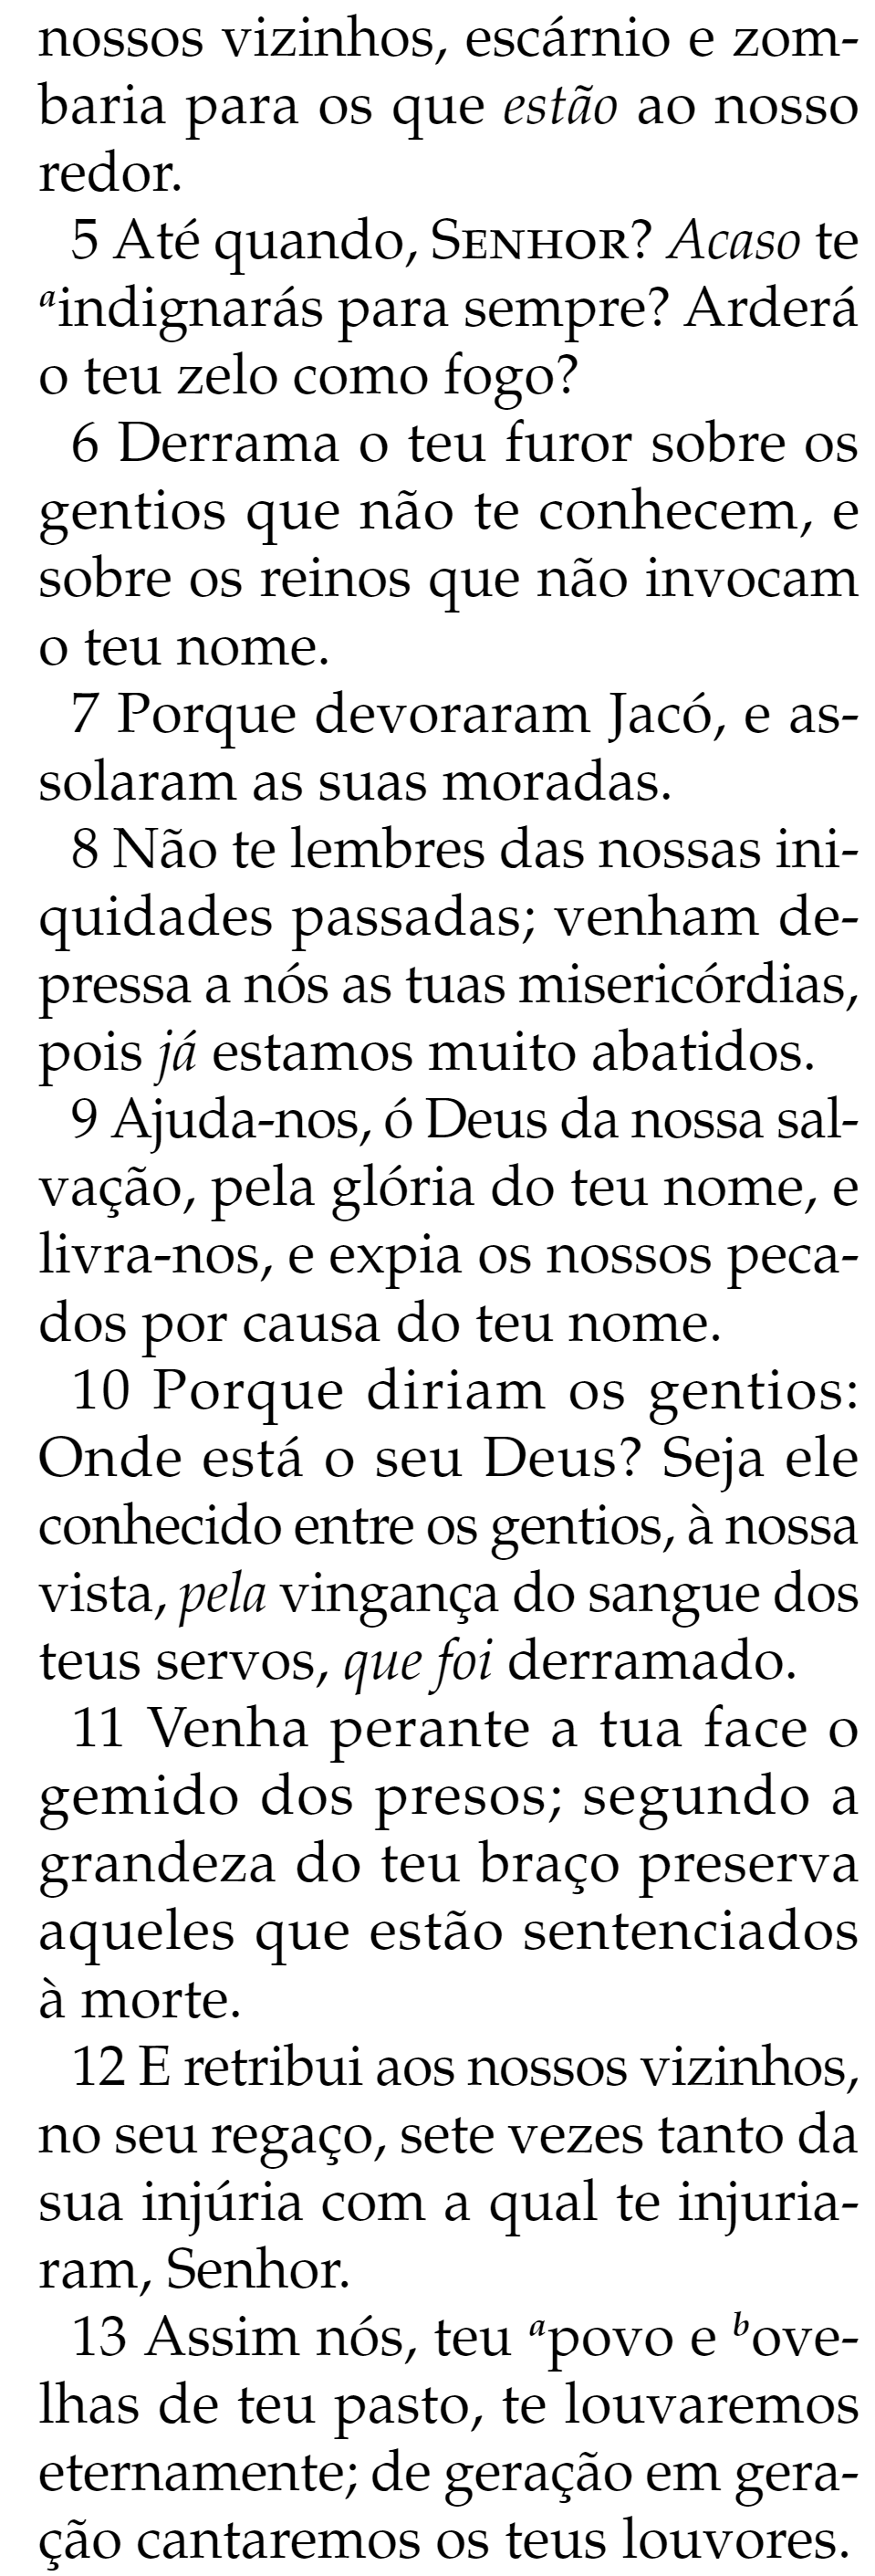 nossos vizinhos, escárnio e zom-
baria para os que estão ao nosso
redor.
5 Até quando, SENHOR? Acaso te
aindignarás para sempre? Arderá
o teu zelo como fogo?
6 Derrama o teu furor sobre os
gentios que não te conhecem, e
sobre os reinos que não invocam
o teu nome.
7 Porque devoraram Jacó, e as-
solaram as suas moradas.
8 Não te lembres das nossas ini-
quidades passadas; venham de-
pressa a nós as tuas misericórdias,
pois já estamos muito abatidos.
9 Ajuda-nos, ó Deus da nossa sal-
vação, pela glória do teu nome, e
livra-nos, e expia os nossos peca-
dos por causa do teu nome.
10 Porque diriam os gentios:
Onde está o seu Deus? Seja ele
conhecido entre os gentios, à nossa
vista, pela vingança do sangue dos
teus servos, que foi derramado.
11 Venha perante a tua face o
gemido dos presos; segundo a
grandeza do teu braço preserva
aqueles que estão sentenciados
à morte.
12 E retribui aos nossos vizinhos,
no seu regaço, sete vezes tanto da
sua injúria com a qual te injuria-
ram, Senhor.
13 Assim nós, teu apovo e bove-
lhas de teu pasto, te louvaremos
eternamente; de geração em gera-
ção cantaremos os teus louvores.